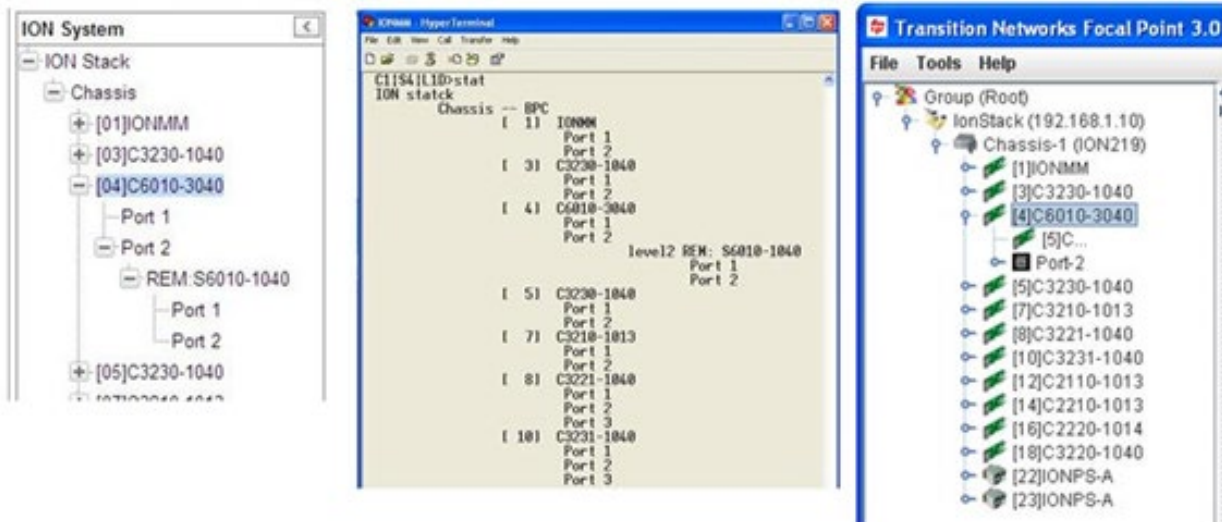 ION System
<
ION Stack
Chassis
[01]IONMM
[03]C3230-1040
[04]C6010-3040
Port 1
Port 2
REM:S6010-1040
Port 1
Port 2
[05]C3230-1040
IONMM - HyperTerminal
File Edit View Call Transfer Help
C1|S4|L1D>stat
ION statck
Chassis -- BPC
[ 1] IONMM
Port 1
Port 2
[ 3] C3230-1040
Port 1
Port 2
[ 4] C6010-3040
Port 1
Port 2
level2 REM: S6010-1040
Port 1
Port 2
[ 5] C3230-1040
Port 1
Port 2
[ 7] C3210-1013
Port 1
Port 2
[ 8] C3221-1040
Port 1
Port 2
Port 3
[ 10] C3231-1040
Port 1
Port 2
Port 3
Transition Networks Focal Point 3.0
File Tools Help
Group (Root)
IonStack (192.168.1.10)
Chassis-1 (ION219)
[1]IONMM
[3]C3230-1040
[4]C6010-3040
[5]C...
Port-2
[5]C3230-1040
[7]C3210-1013
[8]C3221-1040
[10]C3231-1040
[12]C2110-1013
[14]C2210-1013
[16]C2220-1014
[18]C3220-1040
[22]IONPS-A
[23]IONPS-A